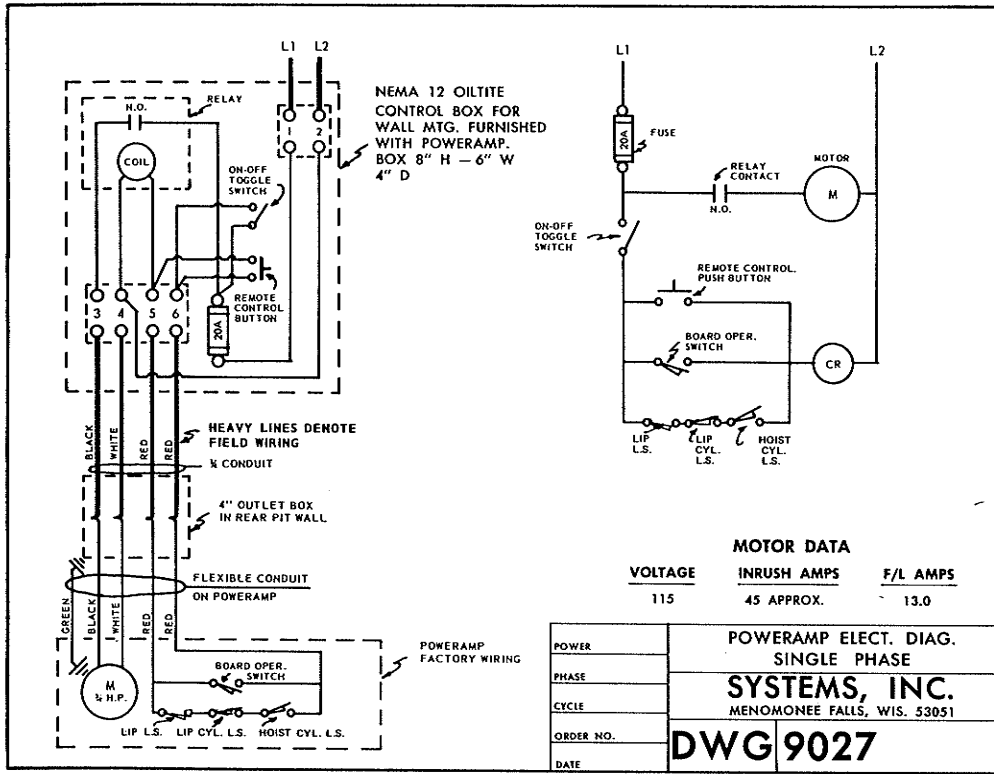 L1 L2
N.O.
RELAY
COIL
1 2
ON-OFF
TOGGLE
SWITCH
REMOTE
CONTROL
BUTTON
20A
3 4 5 6
NEMA 12 OILTITE
CONTROL BOX FOR
WALL MTG. FURNISHED
WITH POWERAMP.
BOX 8" H — 6" W
4" D
BLACK
WHITE
RED
RED
HEAVY LINES DENOTE
FIELD WIRING
¾ CONDUIT
4" OUTLET BOX
IN REAR PIT WALL
FLEXIBLE CONDUIT
ON POWERAMP
GREEN
BLACK
WHITE
RED
RED
POWERAMP
FACTORY WIRING
M
¾ H.P.
BOARD OPER.
SWITCH
LIP L.S. LIP CYL. L.S. HOIST CYL. L.S.
L1 L2
20A
FUSE
RELAY
CONTACT
N.O.
MOTOR
M
ON-OFF
TOGGLE
SWITCH
REMOTE CONTROL.
PUSH BUTTON
BOARD OPER.
SWITCH
CR
LIP
L.S.
LIP
CYL.
L.S.
HOIST
CYL.
L.S.
MOTOR DATA
VOLTAGE INRUSH AMPS F/L AMPS
115 45 APPROX. 13.0
POWER
PHASE
CYCLE
ORDER NO.
DATE
POWERAMP ELECT. DIAG.
SINGLE PHASE
SYSTEMS, INC.
MENOMONEE FALLS, WIS. 53051
DWG 9027